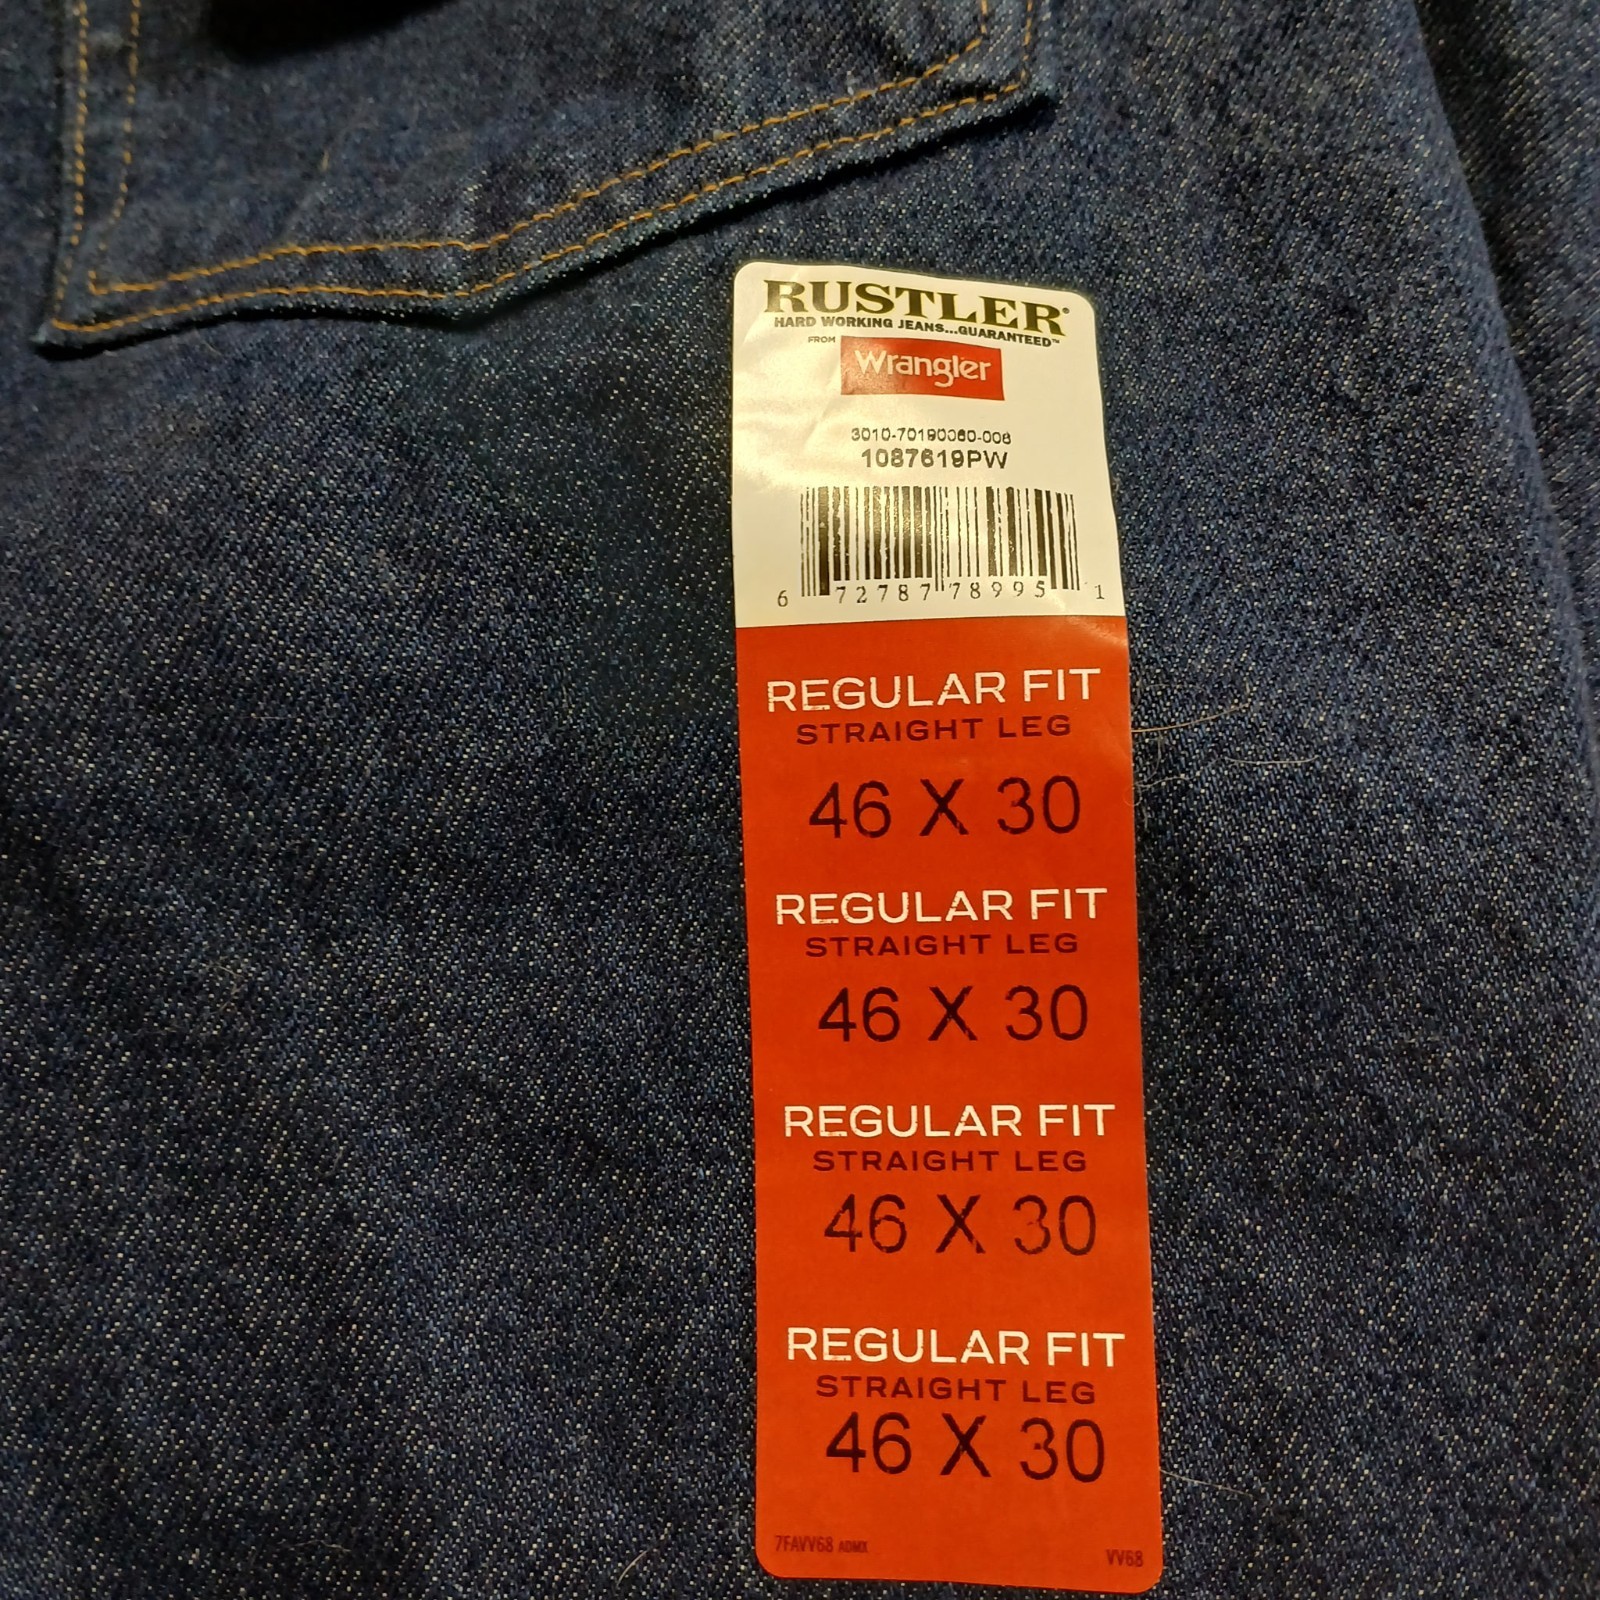 RUSTLER®
HARD WORKING JEANS...GUARANTEED™
FROM Wrangler
3010-70190060-006
1087619PW
6 72787 78995 1
REGULAR FIT
STRAIGHT LEG
46 X 30
REGULAR FIT
STRAIGHT LEG
46 X 30
REGULAR FIT
STRAIGHT LEG
46 X 30
REGULAR FIT
STRAIGHT LEG
46 X 30
7FAVV68 ADMX VV68